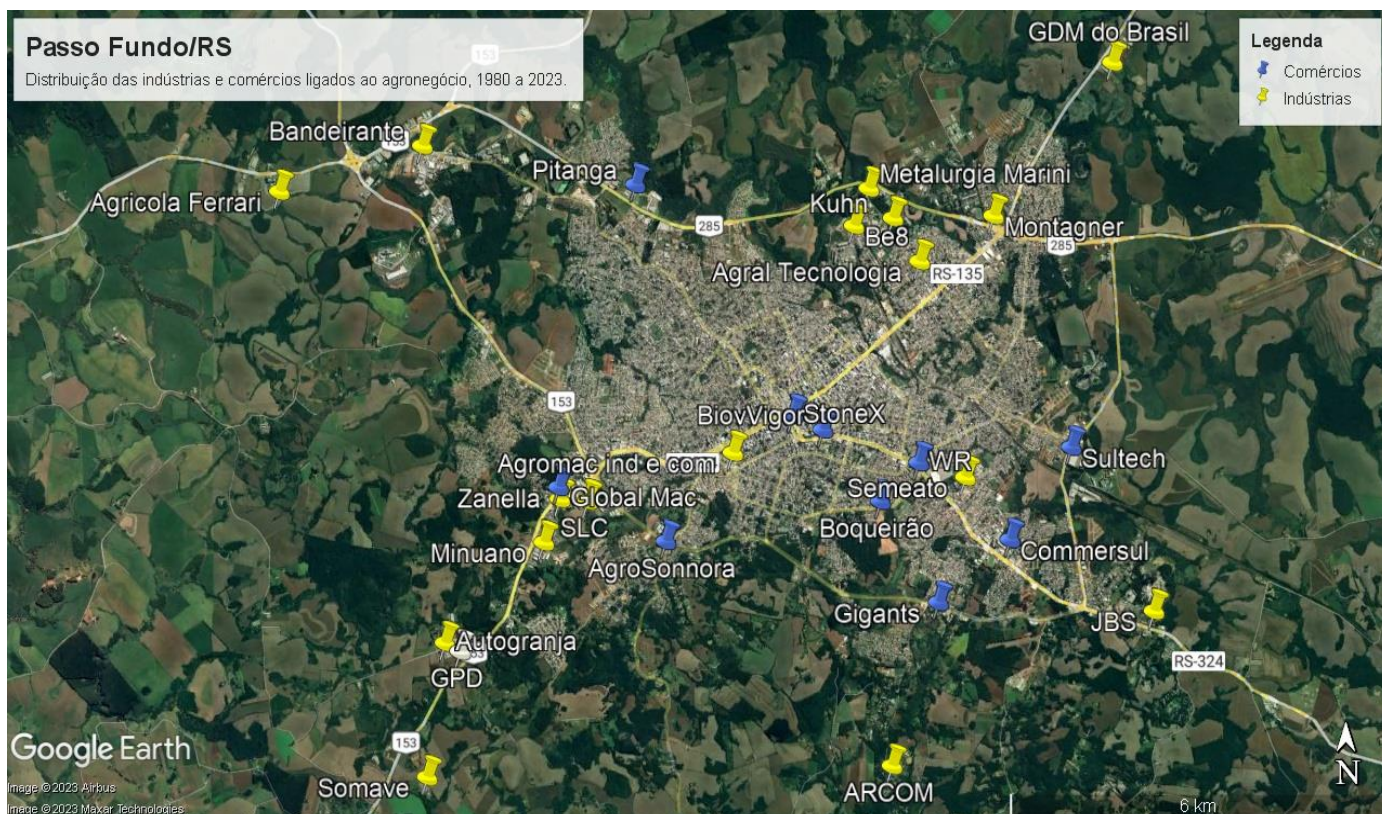 Passo Fundo/RS
Distribuição das indústrias e comércios ligados ao agronegócio, 1980 a 2023.
Legenda
Comércios
Indústrias
GDM do Brasil
153
Bandeirante
153
Pitanga
Metalurgia Marini
Agricola Ferrari
Kuhn
285
Montagner
Be8
285
Agral Tecnologia
RS-135
153
BiovVigor
StoneX
Agromac ind e com
WR
Sultech
Zanella
Global Mac
Semeato
SLC
Boqueirão
Minuano
Commersul
AgroSonnora
Gigants
JBS
Autogranja
GPD
RS-324
153
Google Earth
N
Somave
ARCOM
Image ©2023 Airbus
Image ©2023 Maxar Technologies
6 km